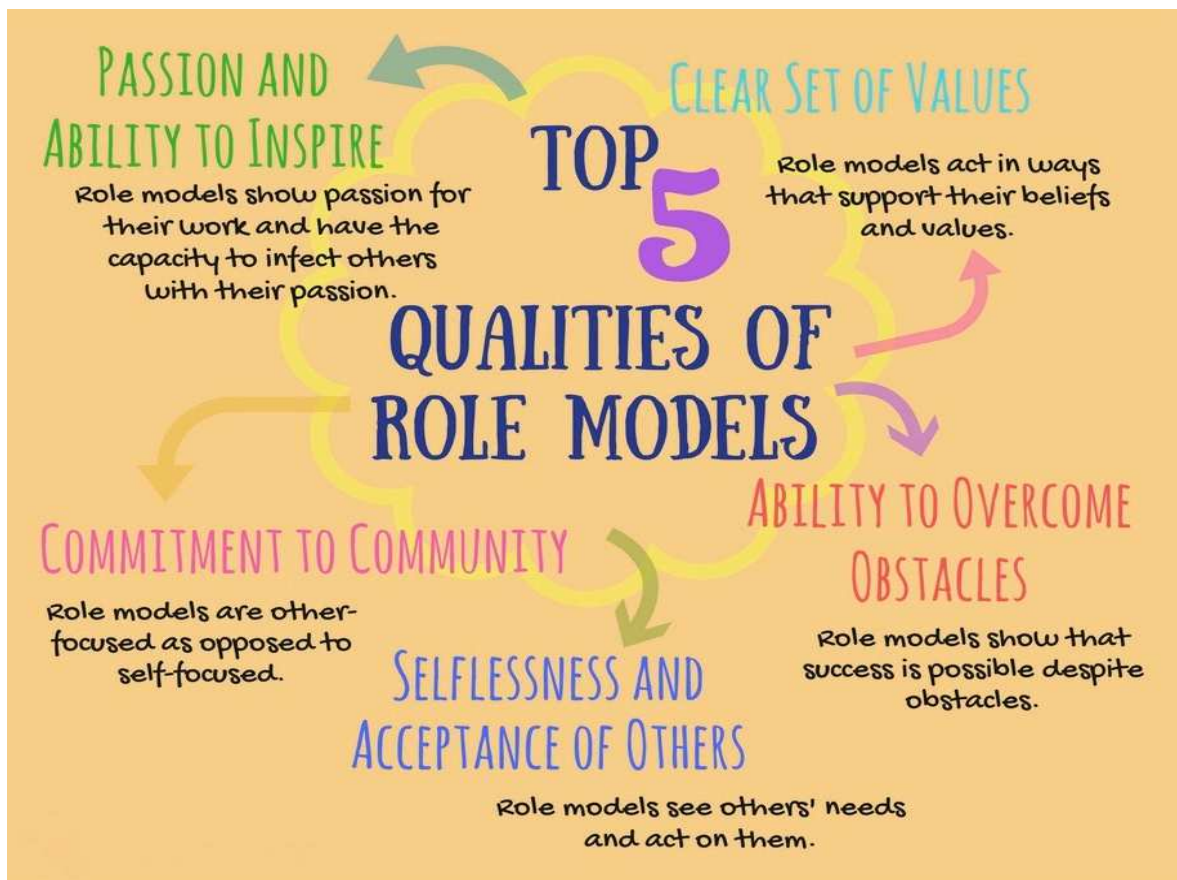 TOP
5
QUALITIES OF
ROLE MODELS
PASSION AND
ABILITY TO INSPIRE
Role models show passion for
their work and have the
capacity to infect others
with their passion.
CLEAR SET OF VALUES
Role models act in ways
that support their beliefs
and values.
ABILITY TO OVERCOME
OBSTACLES
Role models show that
success is possible despite
obstacles.
SELFLESSNESS AND
ACCEPTANCE OF OTHERS
Role models see others' needs
and act on them.
COMMITMENT TO COMMUNITY
Role models are other-
focused as opposed to
self-focused.